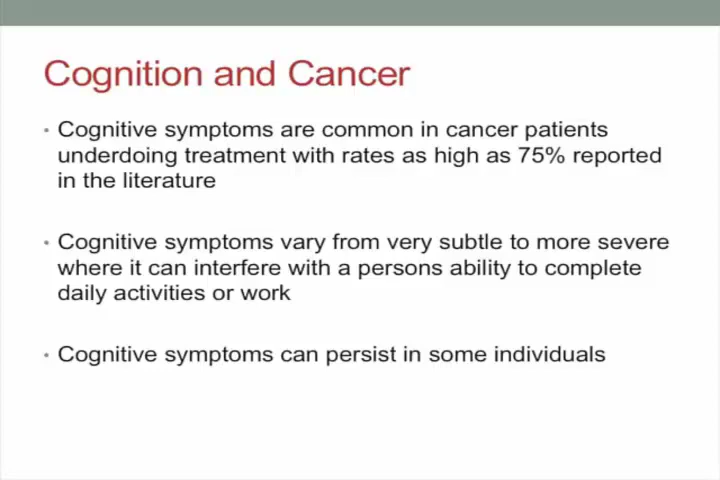 Cognition and Cancer
• Cognitive symptoms are common in cancer patients
underdoing treatment with rates as high as 75% reported
in the literature
• Cognitive symptoms vary from very subtle to more severe
where it can interfere with a persons ability to complete
daily activities or work
• Cognitive symptoms can persist in some individuals